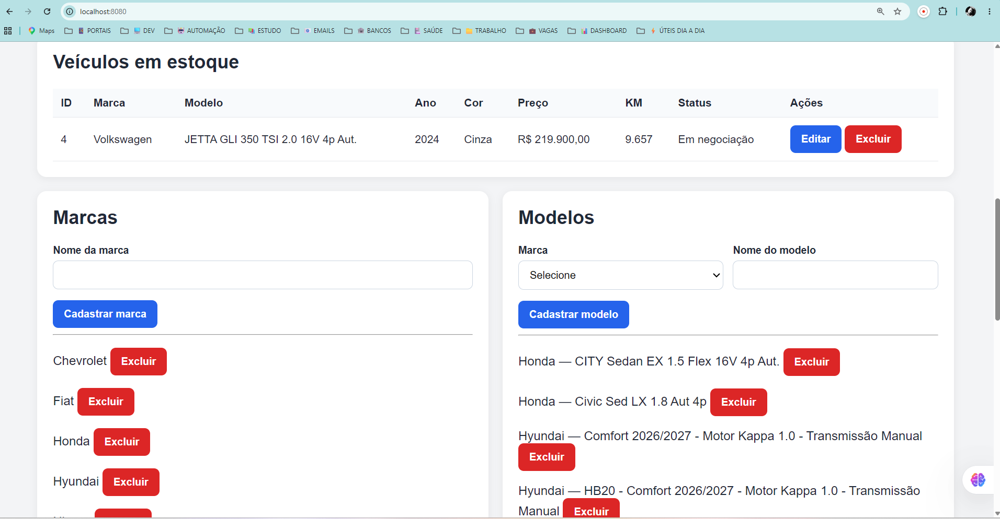 localhost:8080
Maps PORTAIS DEV AUTOMAÇÃO ESTUDO EMAILS BANCOS SAÚDE TRABALHO VAGAS DASHBOARD ÚTEIS DIA A DIA
Veículos em estoque
ID Marca Modelo Ano Cor Preço KM Status Ações
4 Volkswagen JETTA GLI 350 TSI 2.0 16V 4p Aut. 2024 Cinza R$ 219.900,00 9.657 Em negociação Editar Excluir
Marcas
Nome da marca
Cadastrar marca
Chevrolet Excluir
Fiat Excluir
Honda Excluir
Hyundai Excluir
Modelos
Marca Nome do modelo
Selecione
Cadastrar modelo
Honda — CITY Sedan EX 1.5 Flex 16V 4p Aut. Excluir
Honda — Civic Sed LX 1.8 Aut 4p Excluir
Hyundai — Comfort 2026/2027 - Motor Kappa 1.0 - Transmissão Manual
Excluir
Hyundai — HB20 - Comfort 2026/2027 - Motor Kappa 1.0 - Transmissão
Manual Excluir